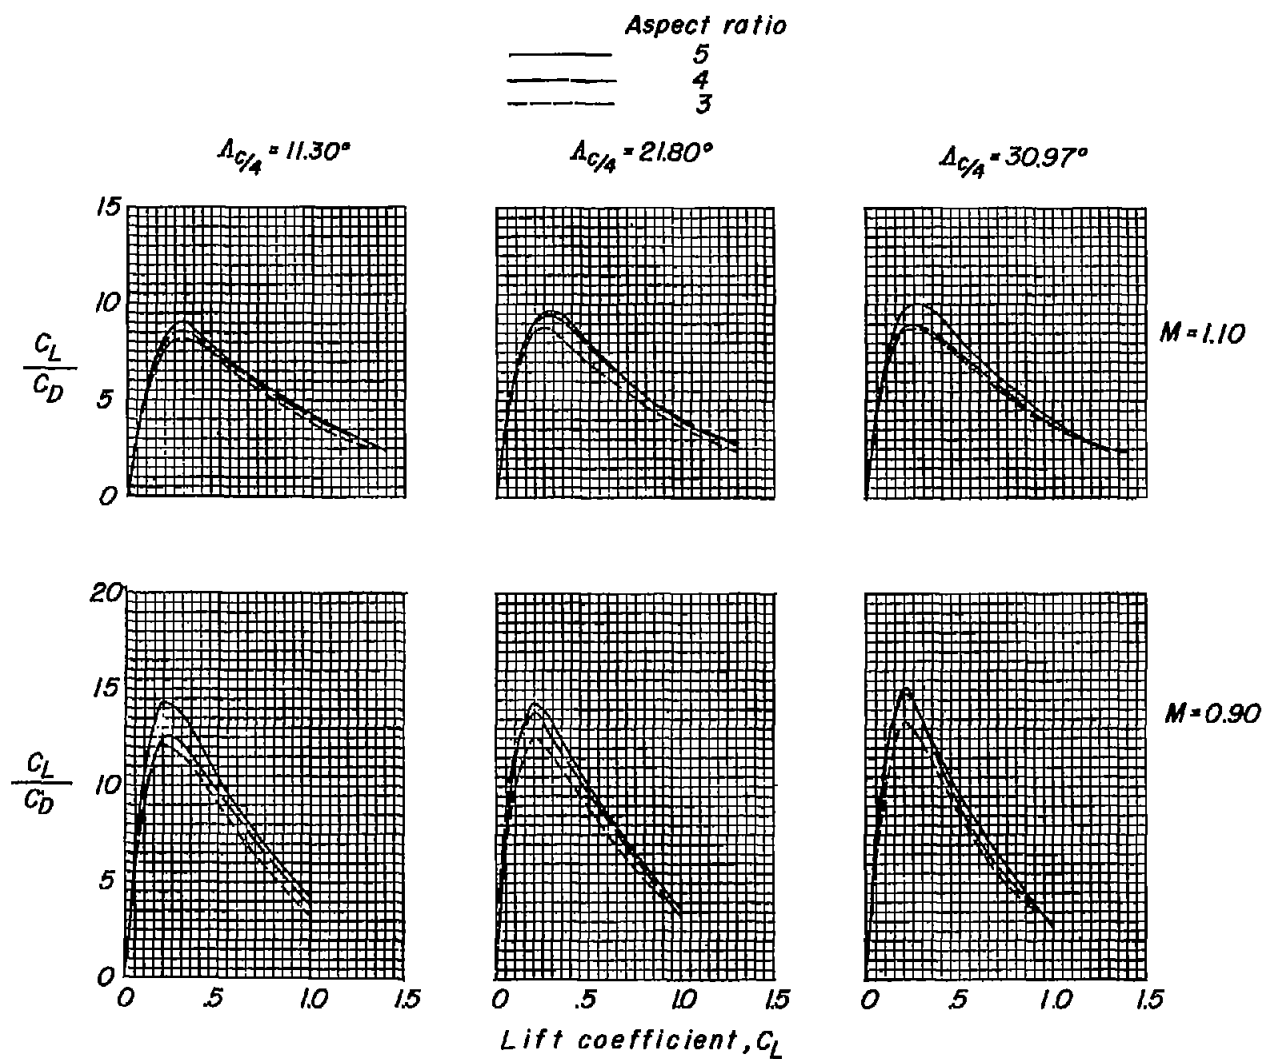 Aspect ratio
5
4
3
Λc/4 = 11.30° Λc/4 = 21.80° Λc/4 = 30.97°
15
10
CL/CD
5
0
M = 1.10
20
15
10
CL/CD
5
0
M = 0.90
0 .5 1.0 1.5 0 .5 1.0 1.5 0 .5 1.0 1.5
Lift coefficient, CL